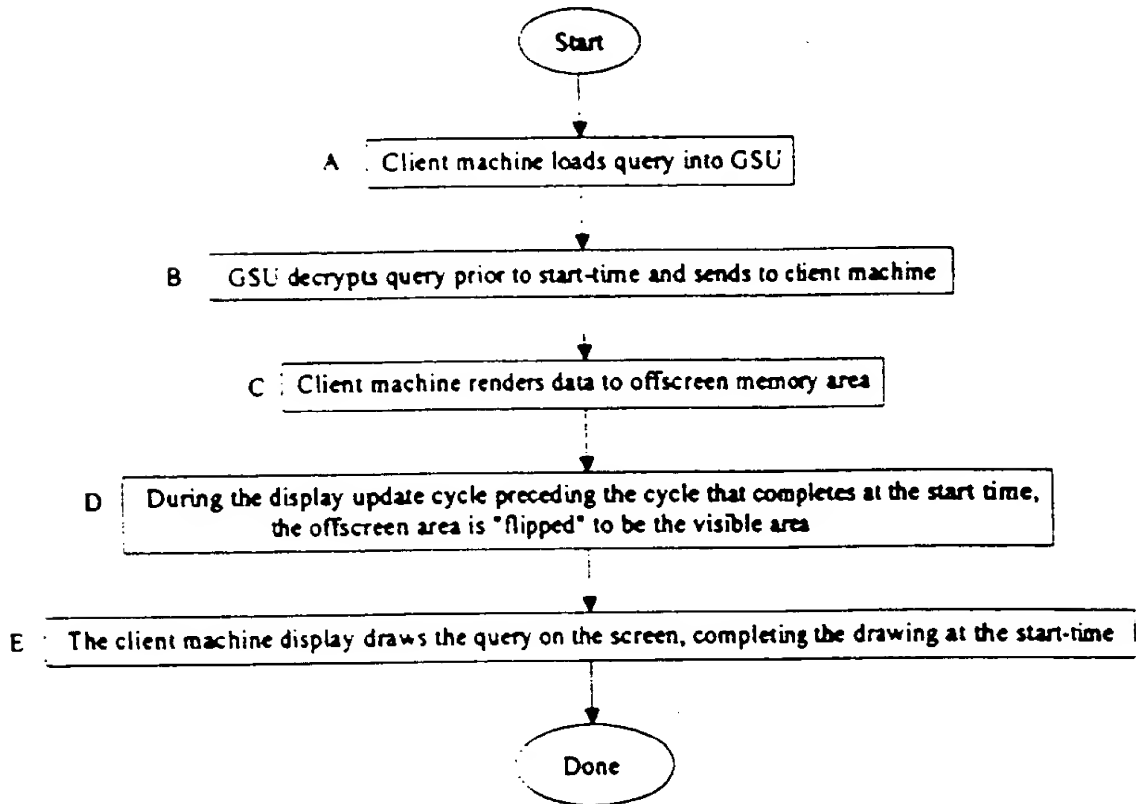 Start
A Client machine loads query into GSU
B GSU decrypts query prior to start-time and sends to client machine
C Client machine renders data to offscreen memory area
D During the display update cycle preceding the cycle that completes at the start time,
the offscreen area is "flipped" to be the visible area
E The client machine display draws the query on the screen, completing the drawing at the start-time
Done